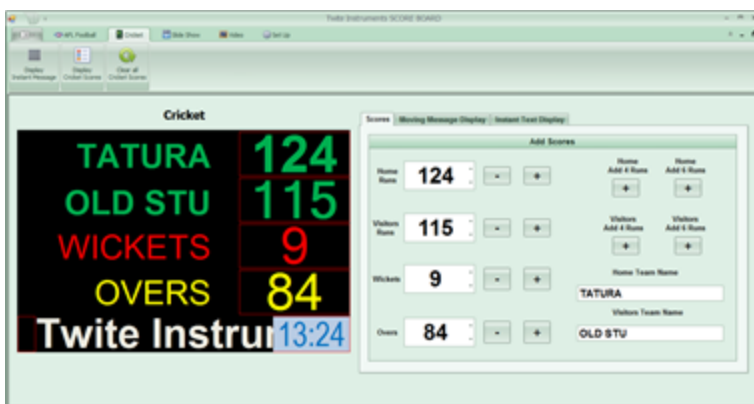 Twite Instruments SCORE BOARD
AFL Football Cricket Slide Show Video Set Up
Display Instant Message
Display Cricket Scores
Clear all Cricket Scores
Cricket
TATURA 124
OLD STU 115
WICKETS 9
OVERS 84
Twite Instru 13:24
Scores Moving Message Display Instant Text Display
Add Scores
Home Runs 124 - +
Home Add 4 Runs +
Home Add 6 Runs +
Visitors Runs 115 - +
Visitors Add 4 Runs +
Visitors Add 6 Runs +
Wickets 9 - +
Home Team Name
TATURA
Visitors Team Name
Overs 84 - +
OLD STU